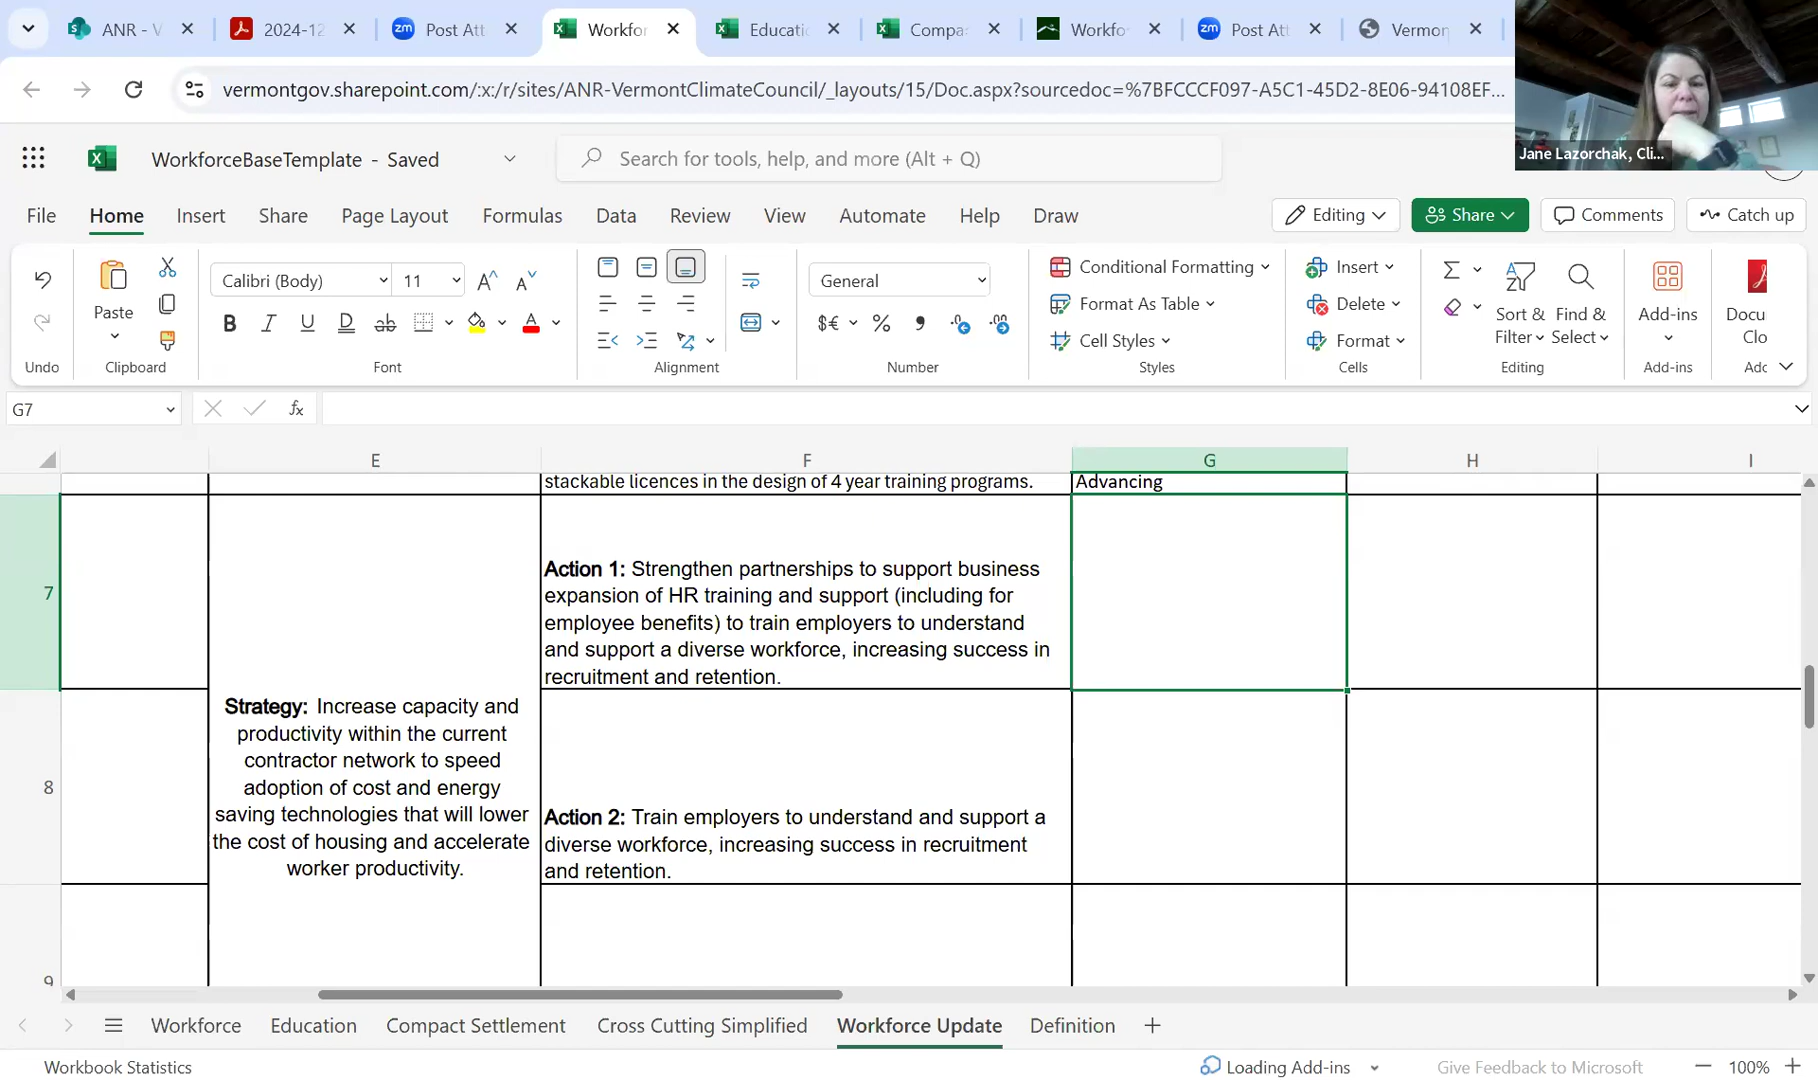 ANR - V
2024-12
Post Att
Workfor
Educatio
Compa
Workfo
Post Att
Vermon
vermontgov.sharepoint.com/:x:/r/sites/ANR-VermontClimateCouncil/_layouts/15/Doc.aspx?sourcedoc=%7BFCCCF097-A5C1-45D2-8E06-94108EF...
Jane Lazorchak, Cli...
WorkforceBaseTemplate - Saved
Search for tools, help, and more (Alt + Q)
File Home Insert Share Page Layout Formulas Data Review View Automate Help Draw
Editing Share Comments Catch up
Paste
Calibri (Body) 11
General
Conditional Formatting
Format As Table
Cell Styles
Insert
Delete
Format
Sort & Filter
Find & Select
Add-ins
Docu
Clo
Undo Clipboard Font Alignment Number Styles Cells Editing Add-ins Adc
G7
fx
E F G H I
stackable licences in the design of 4 year training programs.
Advancing
7
Action 1: Strengthen partnerships to support business
expansion of HR training and support (including for
employee benefits) to train employers to understand
and support a diverse workforce, increasing success in
recruitment and retention.
Strategy: Increase capacity and
productivity within the current
contractor network to speed
adoption of cost and energy
saving technologies that will lower
the cost of housing and accelerate
worker productivity.
8
Action 2: Train employers to understand and support a
diverse workforce, increasing success in recruitment
and retention.
9
Workforce Education Compact Settlement Cross Cutting Simplified Workforce Update Definition
Workbook Statistics
Loading Add-ins
Give Feedback to Microsoft
100%